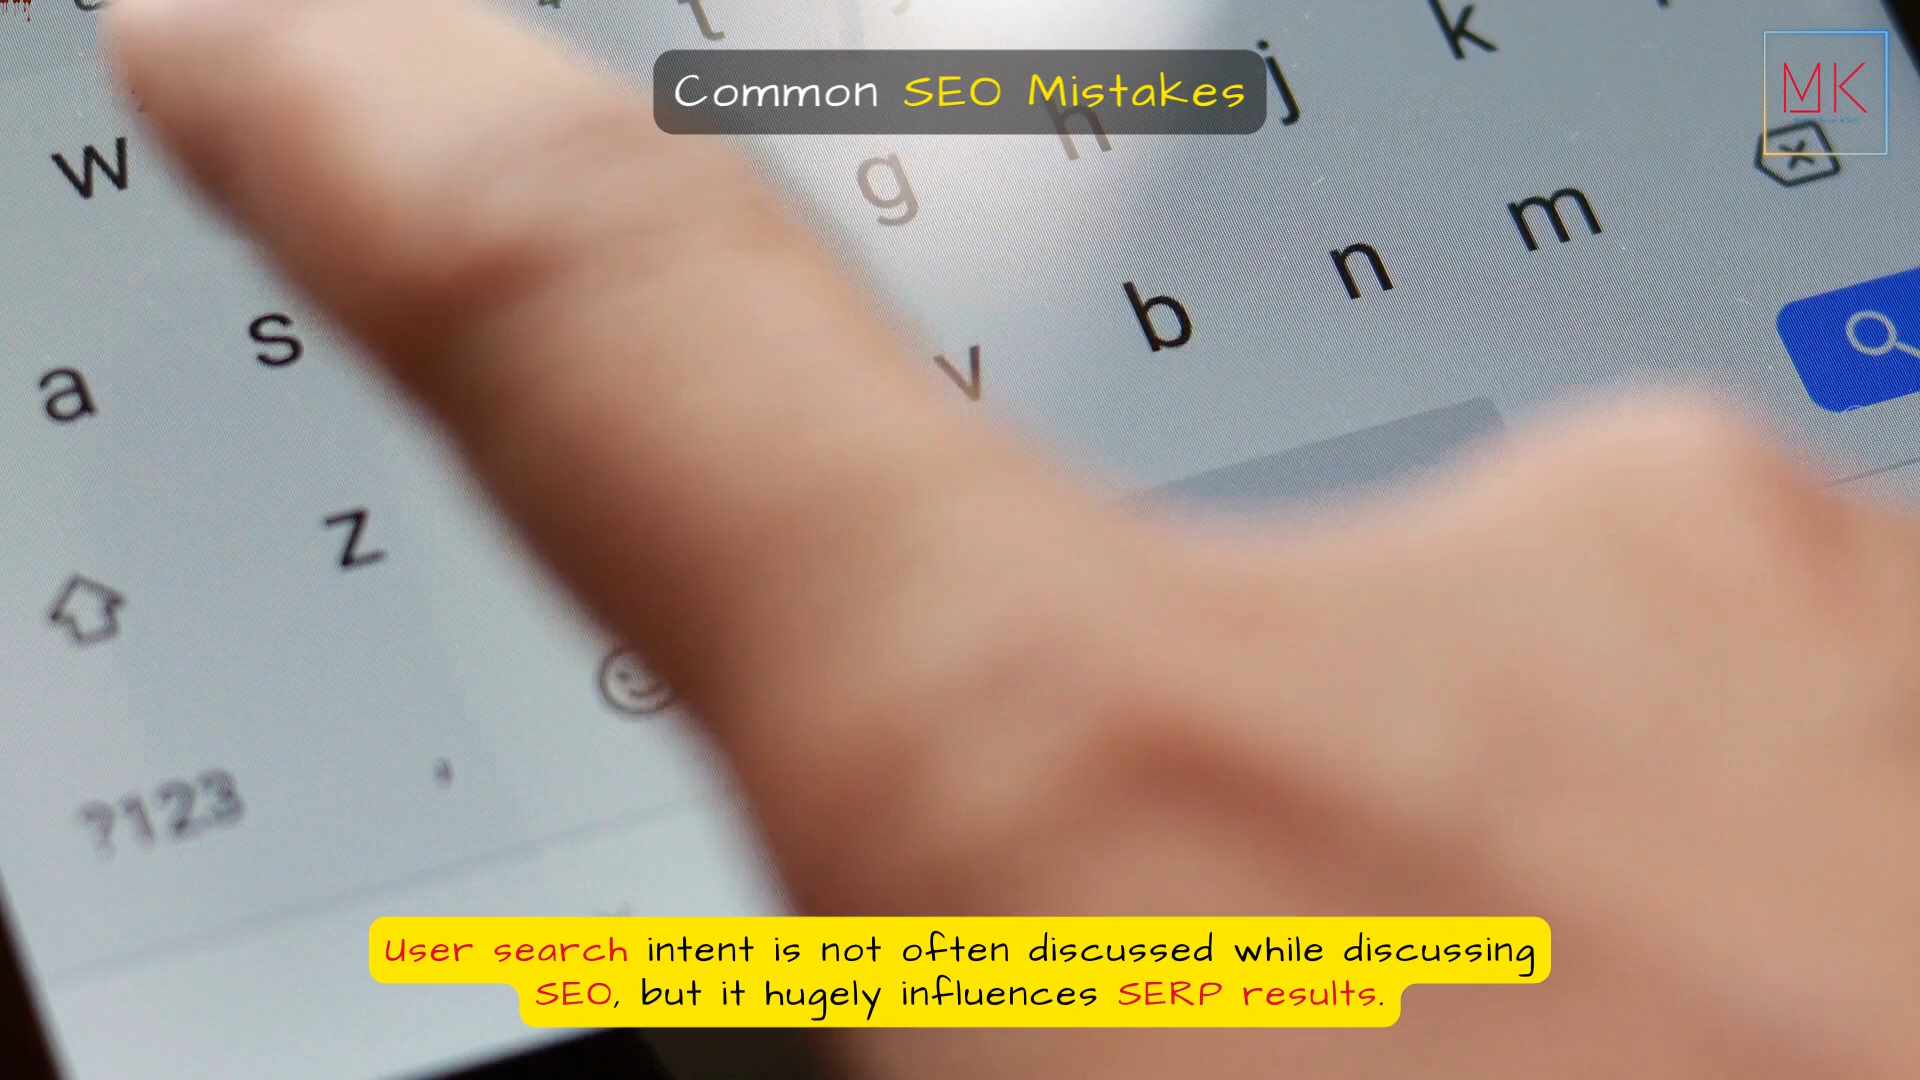 Common SEO Mistakes
MK
t
k
j
h
g
w
m
n
b
v
s
a
z
?123
,
User search intent is not often discussed while discussing
SEO, but it hugely influences SERP results.